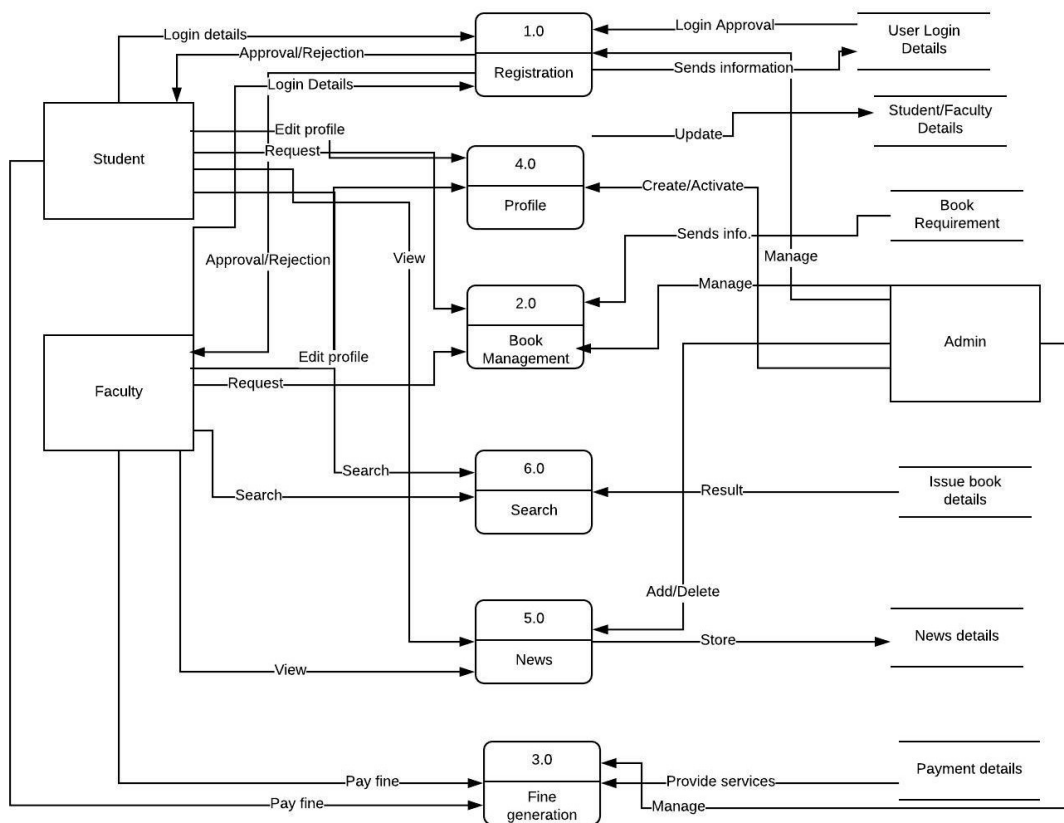 1.0
Registration
Login details
Approval/Rejection
Login Details
Login Approval
Sends information
User Login
Details
Student
Edit profile
Request
4.0
Profile
Update
Student/Faculty
Details
Create/Activate
Book
Requirement
Sends info.
Approval/Rejection
View
Manage
Manage
2.0
Book
Management
Admin
Faculty
Edit profile
Request
Search
Search
6.0
Search
Result
Issue book
details
Add/Delete
5.0
News
Store
News details
View
3.0
Fine
generation
Pay fine
Pay fine
Provide services
Manage
Payment details